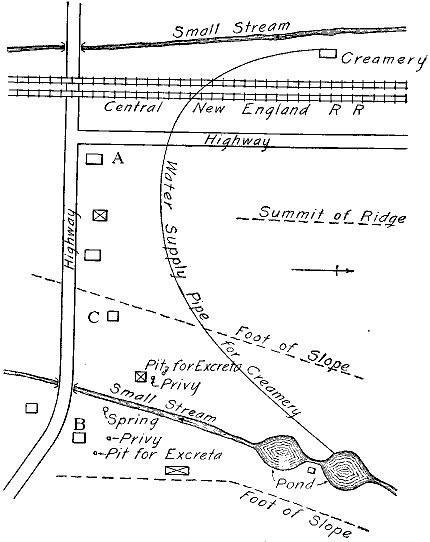 Small Stream
Creamery
Central New England R R
Highway
A
Highway
Water Supply Pipe for Creamery
Summit of Ridge
C
Foot of Slope
Pit for Excreta
Privy
Small Stream
Spring
B
Privy
Pit for Excreta
Pond
Foot of Slope